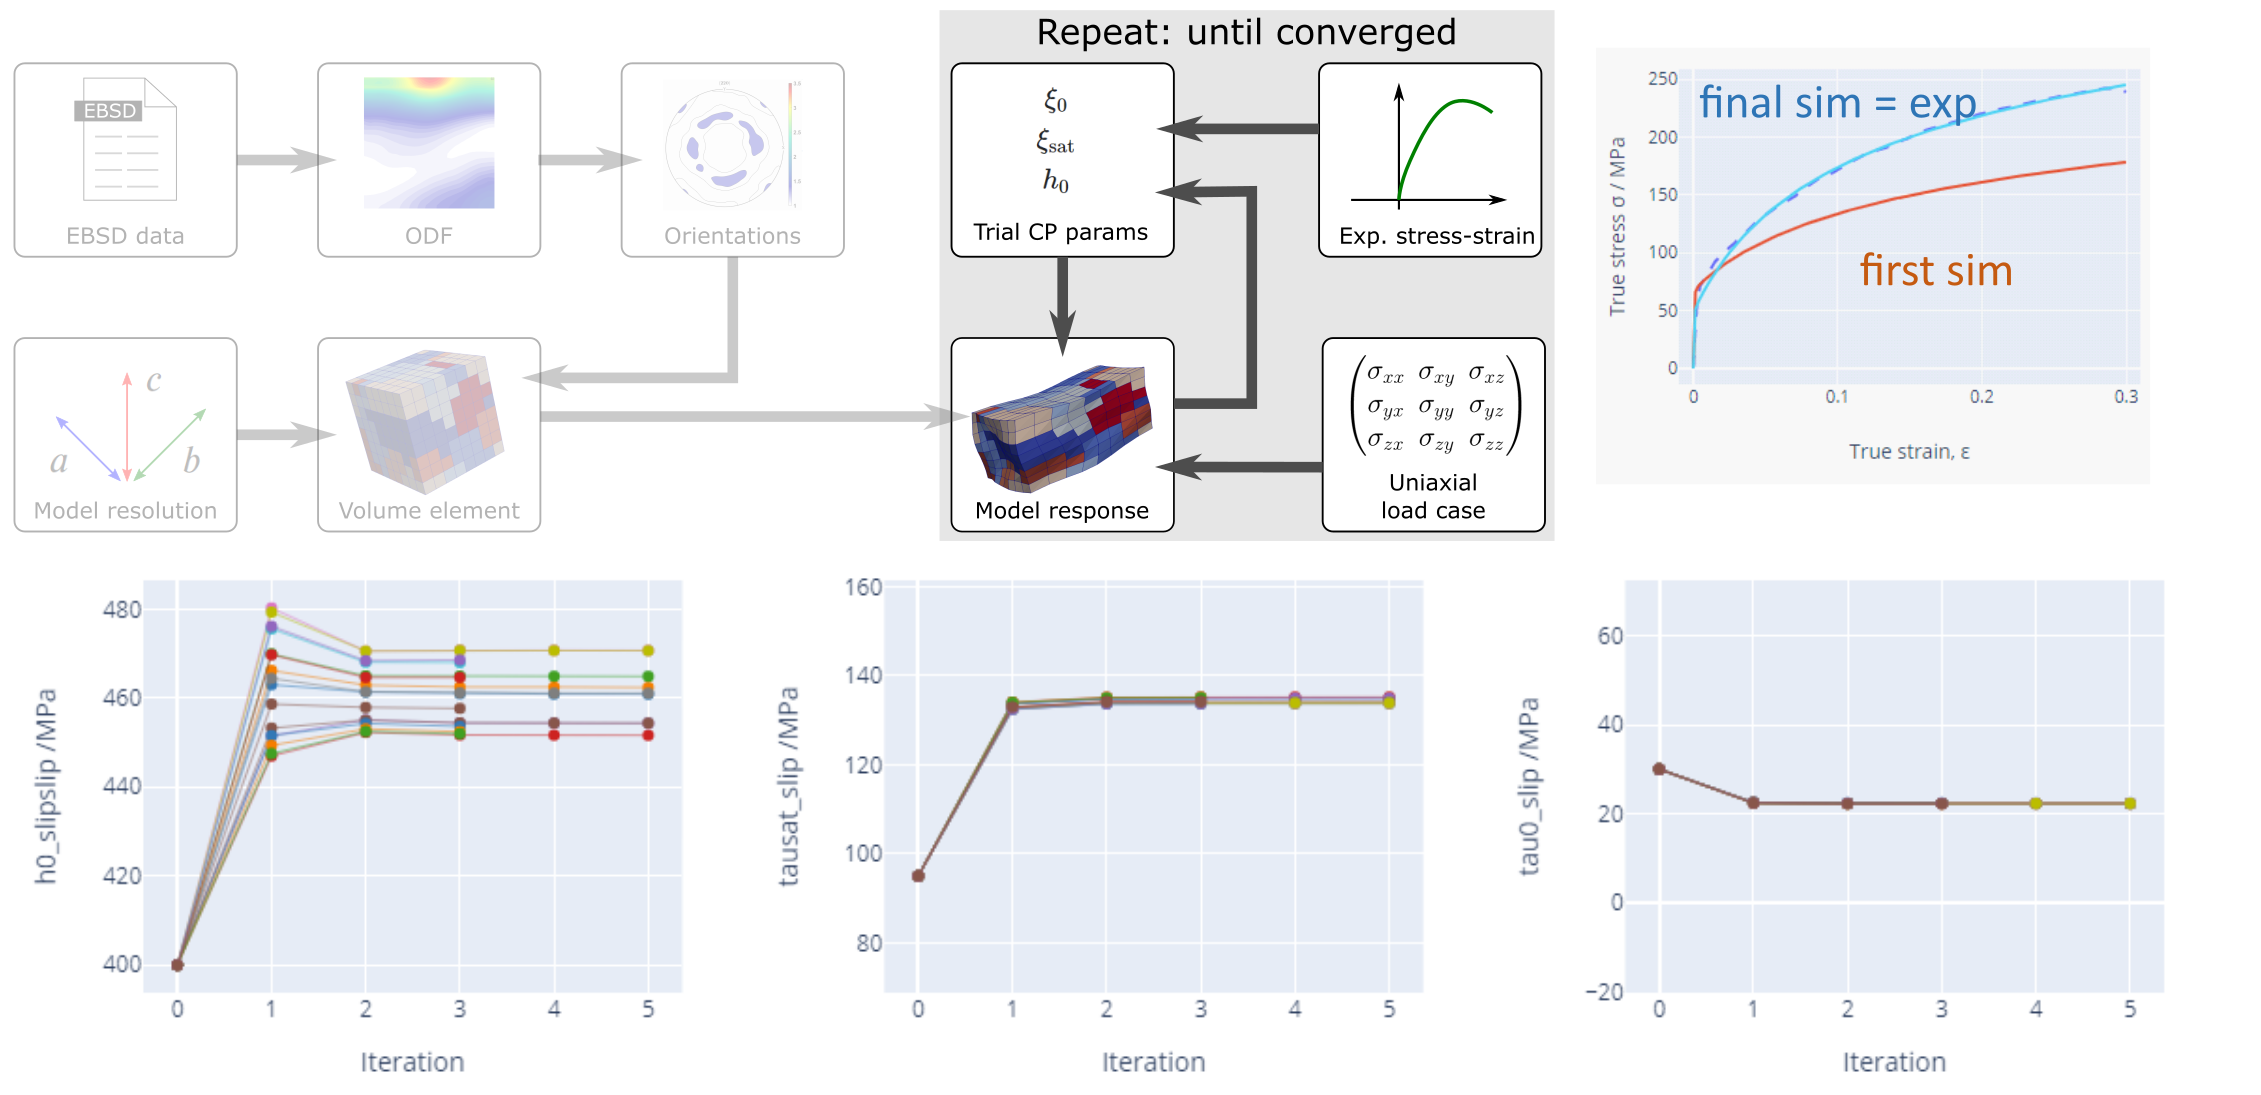 Repeat: until converged
EBSD
EBSD data
ODF
Orientations
ξ0
ξsat
h0
Trial CP params
Exp. stress-strain
a
c
b
Model resolution
Volume element
Model response
σxx σxy σxz
σyx σyy σyz
σzx σzy σzz
Uniaxial
load case
True stress σ / MPa
250
200
150
100
50
0
final sim = exp
first sim
0 0.1 0.2 0.3
True strain, ε
h0_slipslip /MPa
480
460
440
420
400
0 1 2 3 4 5
Iteration
tausat_slip /MPa
160
140
120
100
80
0 1 2 3 4 5
Iteration
tau0_slip /MPa
60
40
20
0
−20
0 1 2 3 4 5
Iteration